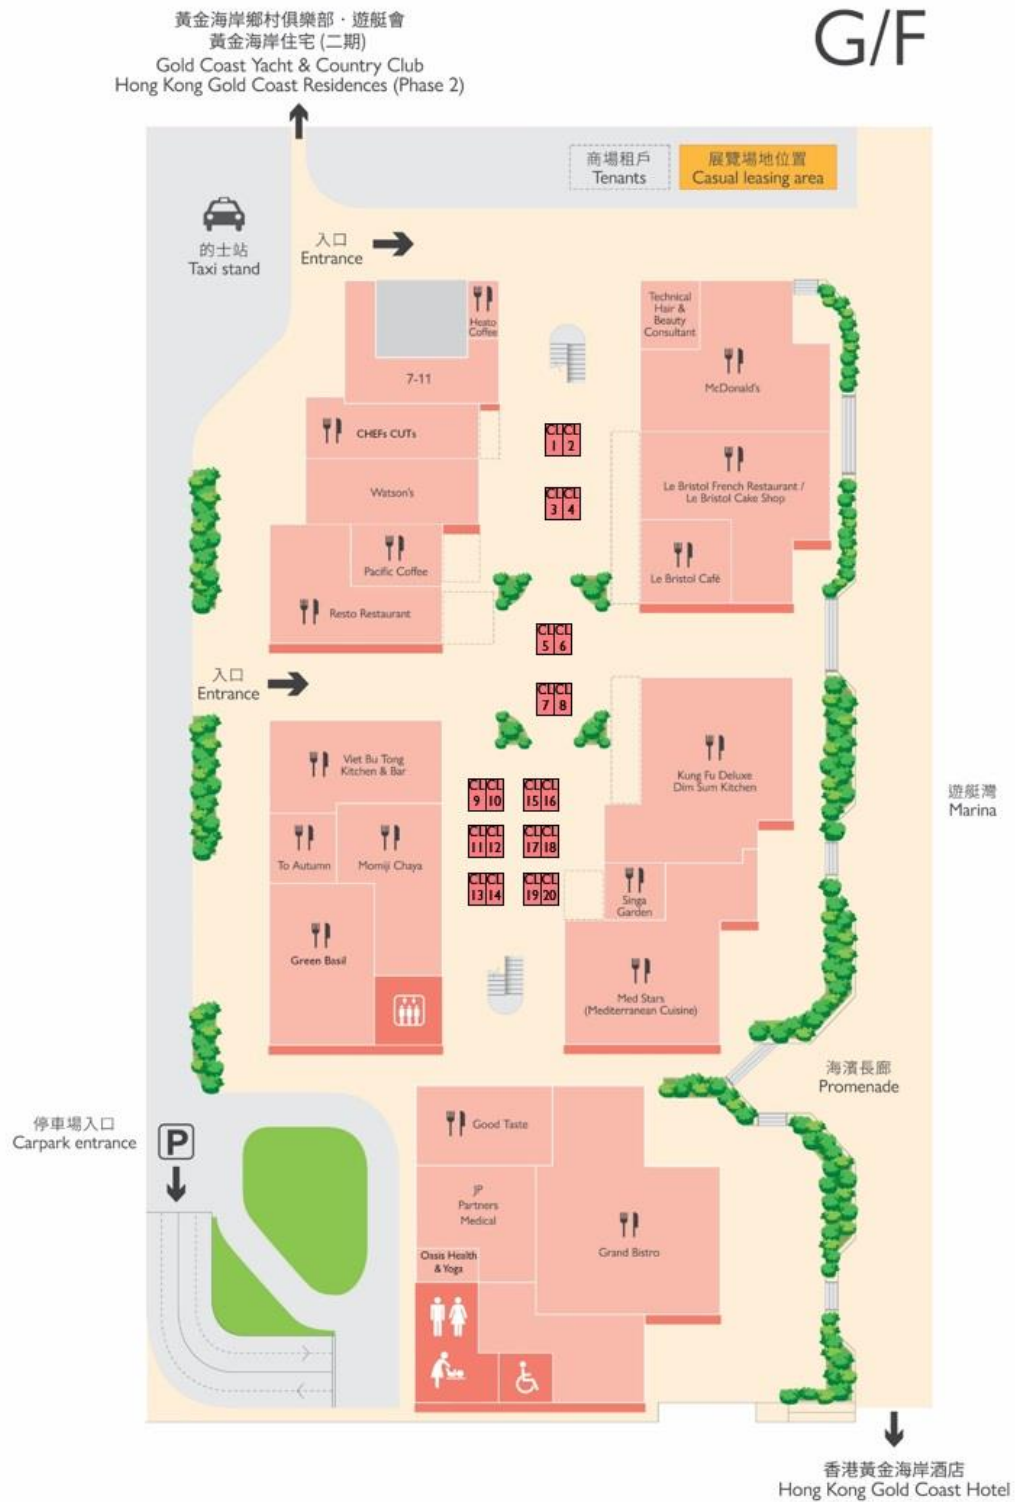 G/F
黃金海岸鄉村俱樂部．遊艇會
黃金海岸住宅 (二期)
Gold Coast Yacht & Country Club
Hong Kong Gold Coast Residences (Phase 2)
商場租戶
Tenants
展覽場地位置
Casual leasing area
的士站
Taxi stand
入口
Entrance
Heato
Coffee
7-11
Technical
Hair &
Beauty
Consultant
McDonald's
CHEFs CUTs
CL CL
1 2
Watson's
Le Bristol French Restaurant /
Le Bristol Cake Shop
CL CL
3 4
Pacific Coffee
Le Bristol Café
Resto Restaurant
CL CL
5 6
入口
Entrance
CL CL
7 8
Viet Bu Tong
Kitchen & Bar
Kung Fu Deluxe
Dim Sum Kitchen
CL CL CL CL
9 10 15 16
遊艇灣
Marina
To Autumn
Momiji Chaya
CL CL CL CL
11 12 17 18
CL CL CL CL
13 14 19 20
Singa
Garden
Green Basil
Med Stars
(Mediterranean Cuisine)
海濱長廊
Promenade
停車場入口
Carpark entrance
P
Good Taste
JP
Partners
Medical
Grand Bistro
Oasis Health
& Yoga
香港黃金海岸酒店
Hong Kong Gold Coast Hotel